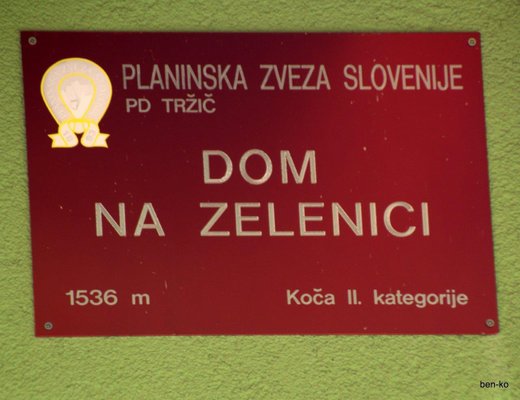 PLANINSKA ZVEZA SLOVENIJE
PD TRŽIČ
DOM
NA ZELENICI
1536 m Koča II. kategorije
ben-ko